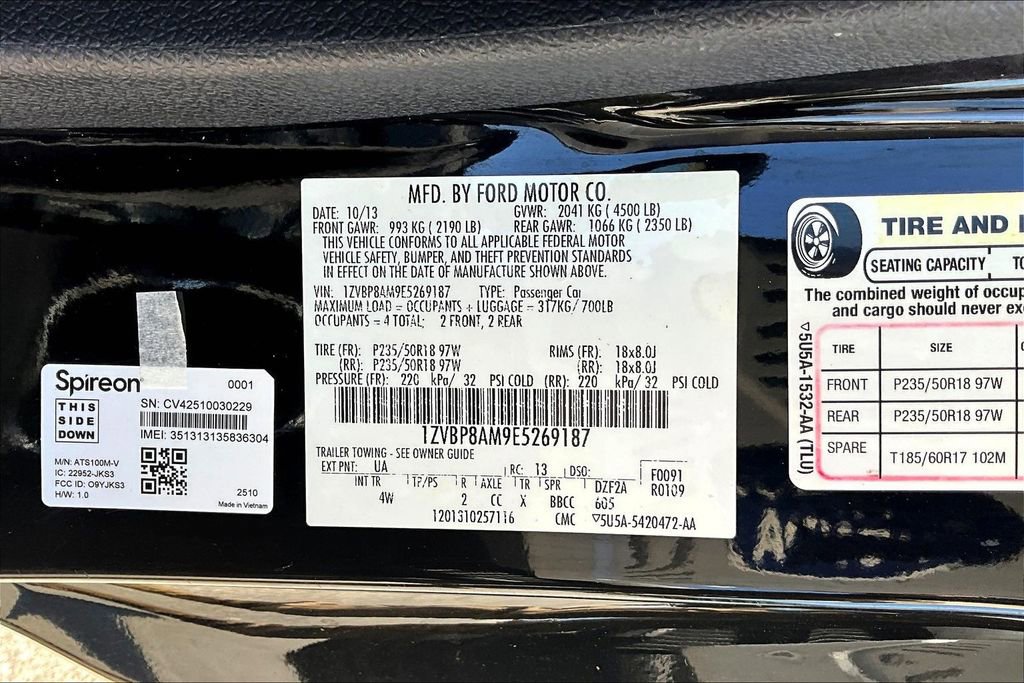 MFD. BY FORD MOTOR CO.
DATE: 10/13 GVWR: 2041 KG ( 4500 LB)
FRONT GAWR: 993 KG ( 2190 LB) REAR GAWR: 1066 KG ( 2350 LB)
THIS VEHICLE CONFORMS TO ALL APPLICABLE FEDERAL MOTOR
VEHICLE SAFETY, BUMPER, AND THEFT PREVENTION STANDARDS
IN EFFECT ON THE DATE OF MANUFACTURE SHOWN ABOVE.
VIN: 1ZVBP8AM9E5269187 TYPE: Passenger Car
MAXIMUM LOAD = OCCUPANTS + LUGGAGE = 317KG/ 700LB
OCCUPANTS = 4 TOTAL; 2 FRONT, 2 REAR
TIRE (FR): P235/50R18 97W RIMS (FR): 18x8.0J
(RR): P235/50R18 97W (RR): 18x8.0J
PRESSURE (FR): 220 kPa/ 32 PSI COLD (RR): 220 kPa/ 32 PSI COLD
1ZVBP8AM9E5269187
TRAILER TOWING - SEE OWNER GUIDE
EXT PNT: UA RC: 13 DSO: F0091
R0109
INT TR TP/PS R AXLE TR SPR DZF2A
4W 2 CC X BBCC 605
1201310257116 CMC ▽5U5A-5420472-AA
Spireon 0001
THIS
SIDE
DOWN
SN: CV42510030229
IMEI: 351313135836304
M/N: ATS100M-V
IC: 22952-JKS3
FCC ID: O9YJKS3
H/W: 1.0
2510
Made in Vietnam
TIRE AND
SEATING CAPACITY
The combined weight of
and cargo should never
TIRE SIZE
FRONT P235/50R18 97W
REAR P235/50R18 97W
SPARE T185/60R17 102M
▽5U5A-1532-AA (TLU)